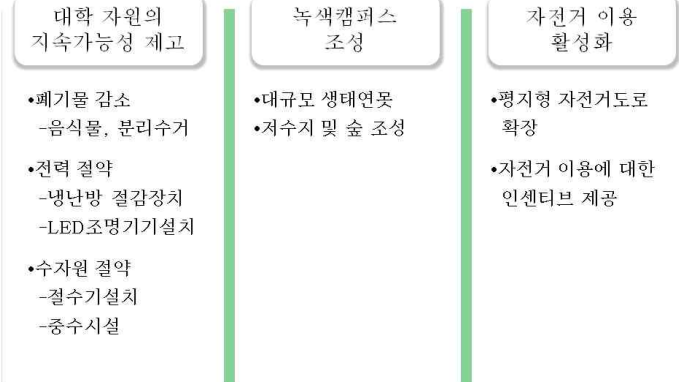 대학 자원의
지속가능성 제고
•폐기물 감소
-음식물, 분리수거
•전력 절약
-냉난방 절감장치
-LED조명기기설치
•수자원 절약
-절수기설치
-중수시설
녹색캠퍼스
조성
•대규모 생태연못
•저수지 및 숲 조성
자전거 이용
활성화
•평지형 자전거도로
확장
•자전거 이용에 대한
인센티브 제공